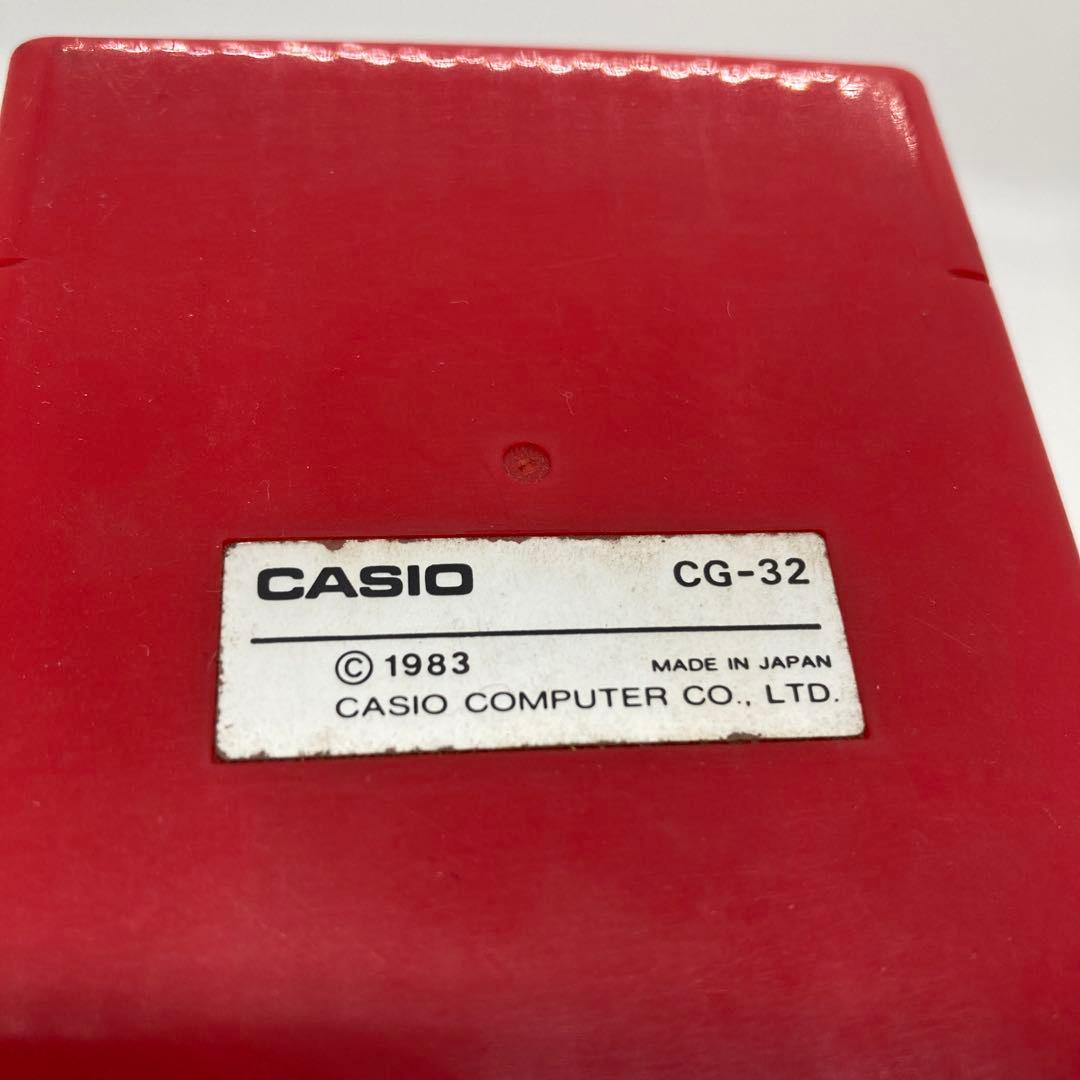 CASIO CG-32
© 1983 MADE IN JAPAN
CASIO COMPUTER CO., LTD.